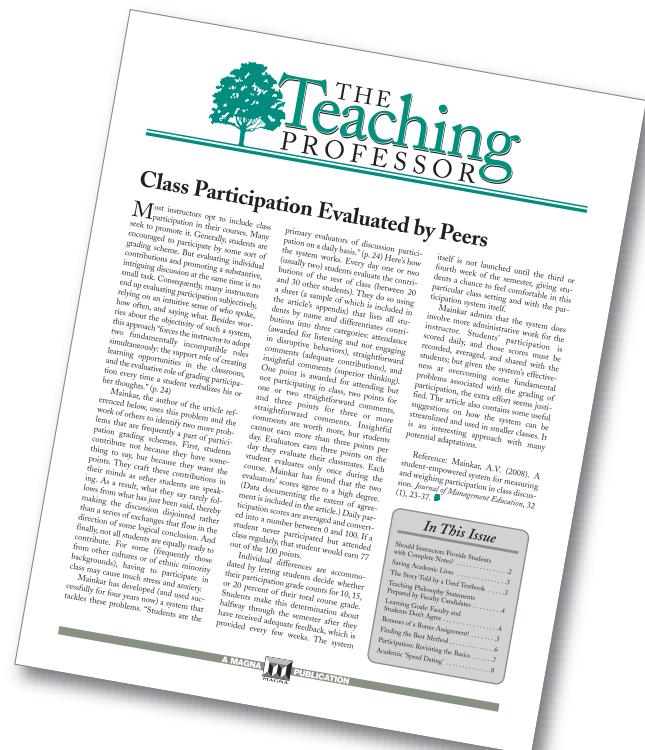 THE
Teaching
PROFESSOR
Class Participation Evaluated by Peers
Most instructors opt to include class
participation in their courses. Many
seek to promote it. Generally, students are
encouraged to participate by some sort of
grading scheme. But evaluating individual
contributions and promoting a substantive,
intriguing discussion at the same time is no
small task. Consequently, many instructors
end up evaluating participation subjectively,
relying on an intuitive sense of who spoke,
how often, and saying what. Besides wor-
ries about the objectivity of such a system,
this approach "forces the instructor to adopt
two fundamentally incompatible roles
simultaneously: the support role of creating
learning opportunities in the classroom,
and the evaluative role of grading participa-
tion every time a student verbalizes his or
her thoughts." (p. 24)
Mainkar, the author of the article ref-
erenced below, uses this problem and the
work of others to identify two more prob-
lems that are frequently a part of partici-
pation grading schemes. First, students
contribute not because they have some-
thing to say, but because they want the
points. They craft these contributions in
their minds as other students are speak-
ing. As a result, what they say rarely fol-
lows from what has just been said, thereby
making the discussion disjointed rather
than a series of exchanges that flow in the
direction of some logical conclusion. And
finally, not all students are equally ready to
contribute. For some (frequently those
from other cultures or of ethnic minority
backgrounds), having to participate in
class may cause much stress and anxiety.
Mainkar has developed (and used suc-
cessfully for four years now) a system that
tackles these problems. "Students are the
primary evaluators of discussion partici-
pation on a daily basis." (p. 24) Here's how
the system works. Every day one or two
(usually two) students evaluate the contri-
butions of the rest of class (between 20
and 30 other students). They do so using
a sheet (a sample of which is included in
the article's appendix) that lists all stu-
dents by name and differentiates contri-
butions into three categories: attendance
(awarded for listening and not engaging
in disruptive behaviors), straightforward
comments (adequate contributions), and
insightful comments (superior thinking).
One point is awarded for attending but
not participating in class, two points for
one or two straightforward comments,
and three points for three or more
straightforward comments. Insightful
comments are worth more, but students
cannot earn more than three points per
day. Evaluators earn three points on the
day they evaluate their classmates. Each
student evaluates only once during the
course. Mainkar has found that the two
evaluators' scores agree to a high degree.
(Data documenting the extent of agree-
ment is included in the article.) Daily par-
ticipation scores are averaged and convert-
ed into a number between 0 and 100. If a
student never participated but attended
class regularly, that student would earn 77
out of the 100 points.
Individual differences are accommo-
dated by letting students decide whether
their participation grade counts for 10, 15,
or 20 percent of their total course grade.
Students make this determination about
halfway through the semester after they
have received adequate feedback, which is
provided every few weeks. The system
itself is not launched until the third or
fourth week of the semester, giving stu-
dents a chance to feel comfortable in this
particular class setting and with the par-
ticipation system itself.
Mainkar admits that the system does
involve more administrative work for the
instructor. Students' participation is
scored daily, and those scores must be
recorded, averaged, and shared with the
students; but given the system's effective-
ness at overcoming some fundamental
problems associated with the grading of
participation, the extra effort seems justi-
fied. The article also contains some useful
suggestions on how the system can be
streamlined and used in smaller classes. It
is an interesting approach with many
potential adaptations.
Reference: Mainkar, A.V. (2008). A
student-empowered system for measuring
and weighing participation in class discus-
sion. Journal of Management Education, 32
(1), 23-37.
In This Issue
Should Instructors Provide Students
with Complete Notes? . . . . . . . . . . . . .2
Saving Academic Lives . . . . . . . . . . . .3
The Story Told by a Used Textbook . . . .3
Teaching Philosophy Statements
Prepared by Faculty Candidates . . . . . .4
Learning Goals: Faculty and
Students Don't Agree . . . . . . . . . . . . .4
Bonuses of a Bonus Assignment! . . . . . .5
Finding the Best Method . . . . . . . . . . .6
Participation: Revisiting the Basics . . . . .7
Academic 'Speed Dating' . . . . . . . . . . .8
A MAGNA PUBLICATION
MAGNA